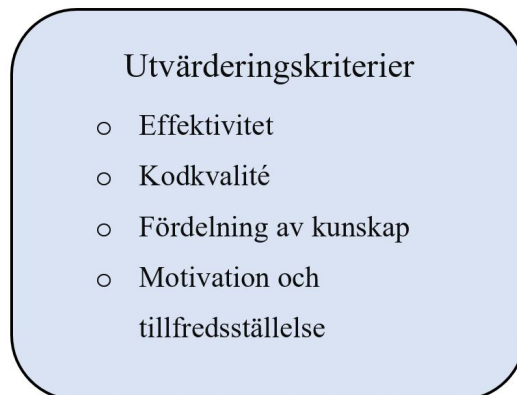 Utvärderingskriterier
o Effektivitet
o Kodkvalité
o Fördelning av kunskap
o Motivation och
tillfredsställelse